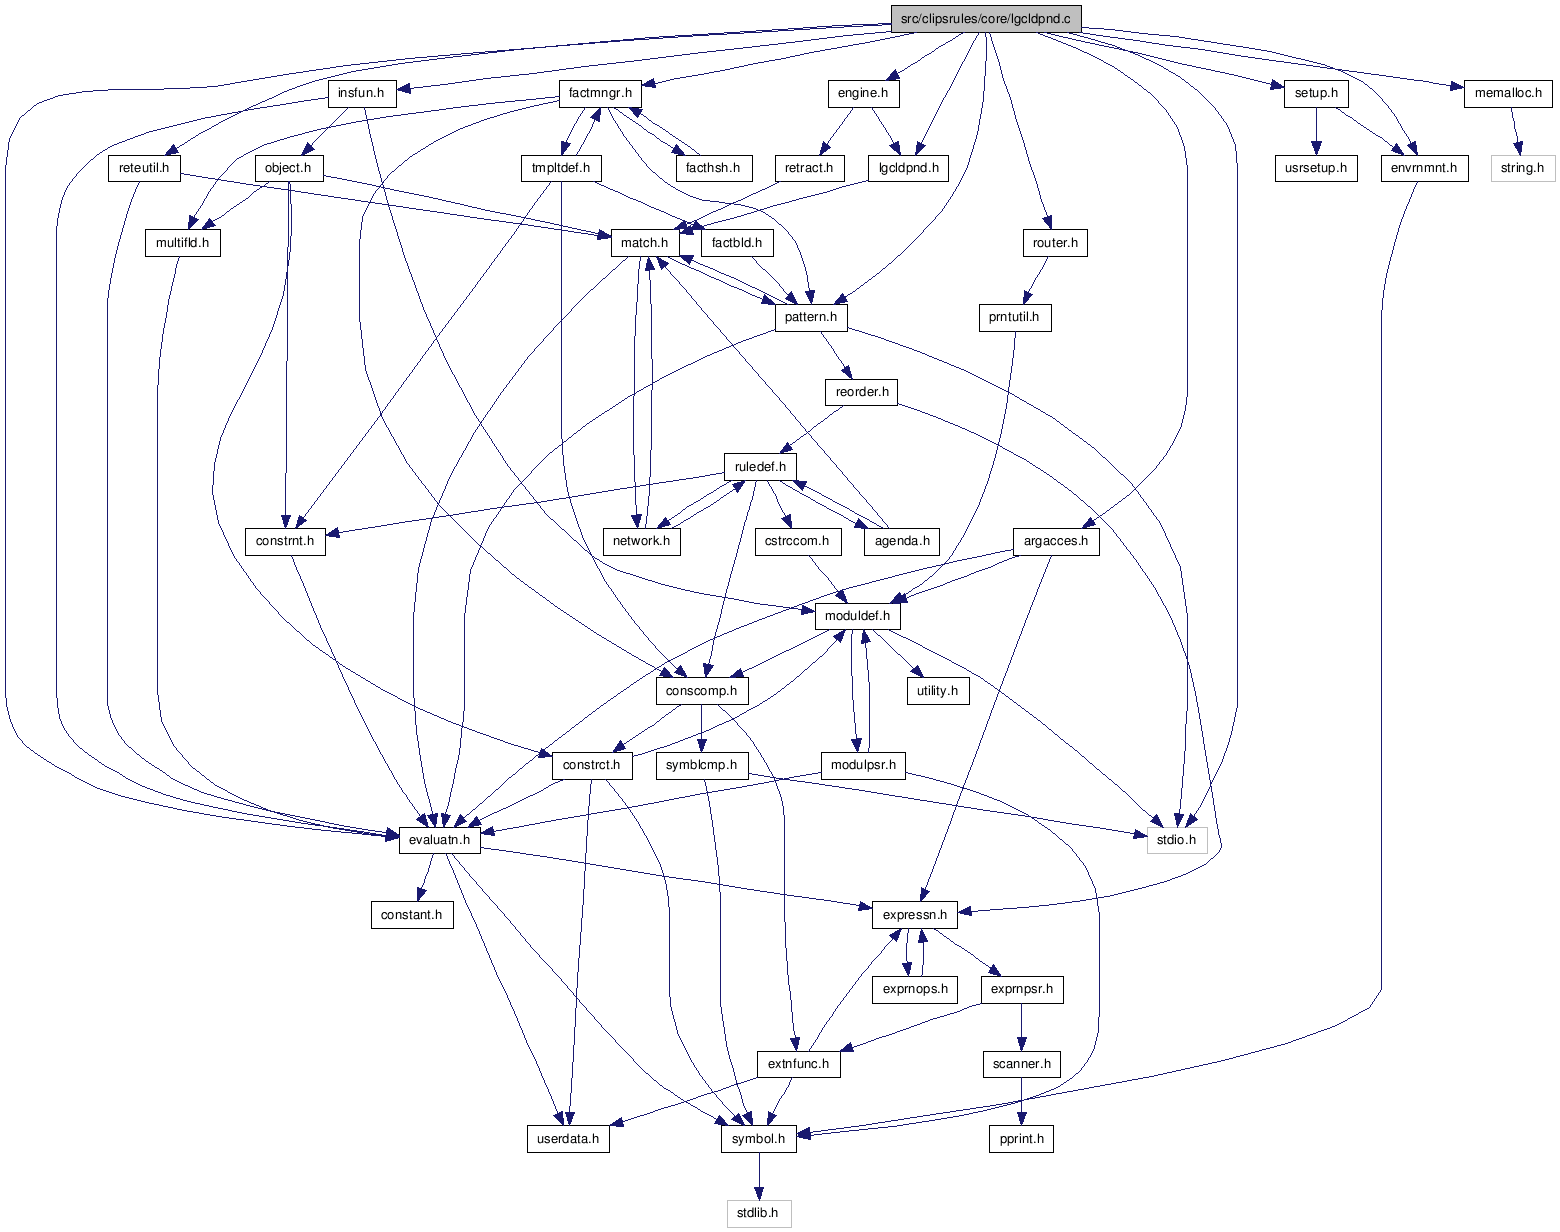 src/clipsrules/core/lgcldpnd.c
insfun.h
factmngr.h
engine.h
setup.h
memalloc.h
reteutil.h
object.h
tmpltdef.h
facthsh.h
retract.h
lgcldpnd.h
usrsetup.h
envrnmnt.h
string.h
multifld.h
match.h
factbld.h
router.h
pattern.h
prntutil.h
reorder.h
ruledef.h
constrnt.h
network.h
cstrccom.h
agenda.h
argacces.h
moduldef.h
conscomp.h
utility.h
constrct.h
symblcmp.h
modulpsr.h
evaluatn.h
stdio.h
constant.h
expressn.h
exprnops.h
exprnpsr.h
extnfunc.h
scanner.h
userdata.h
symbol.h
pprint.h
stdlib.h